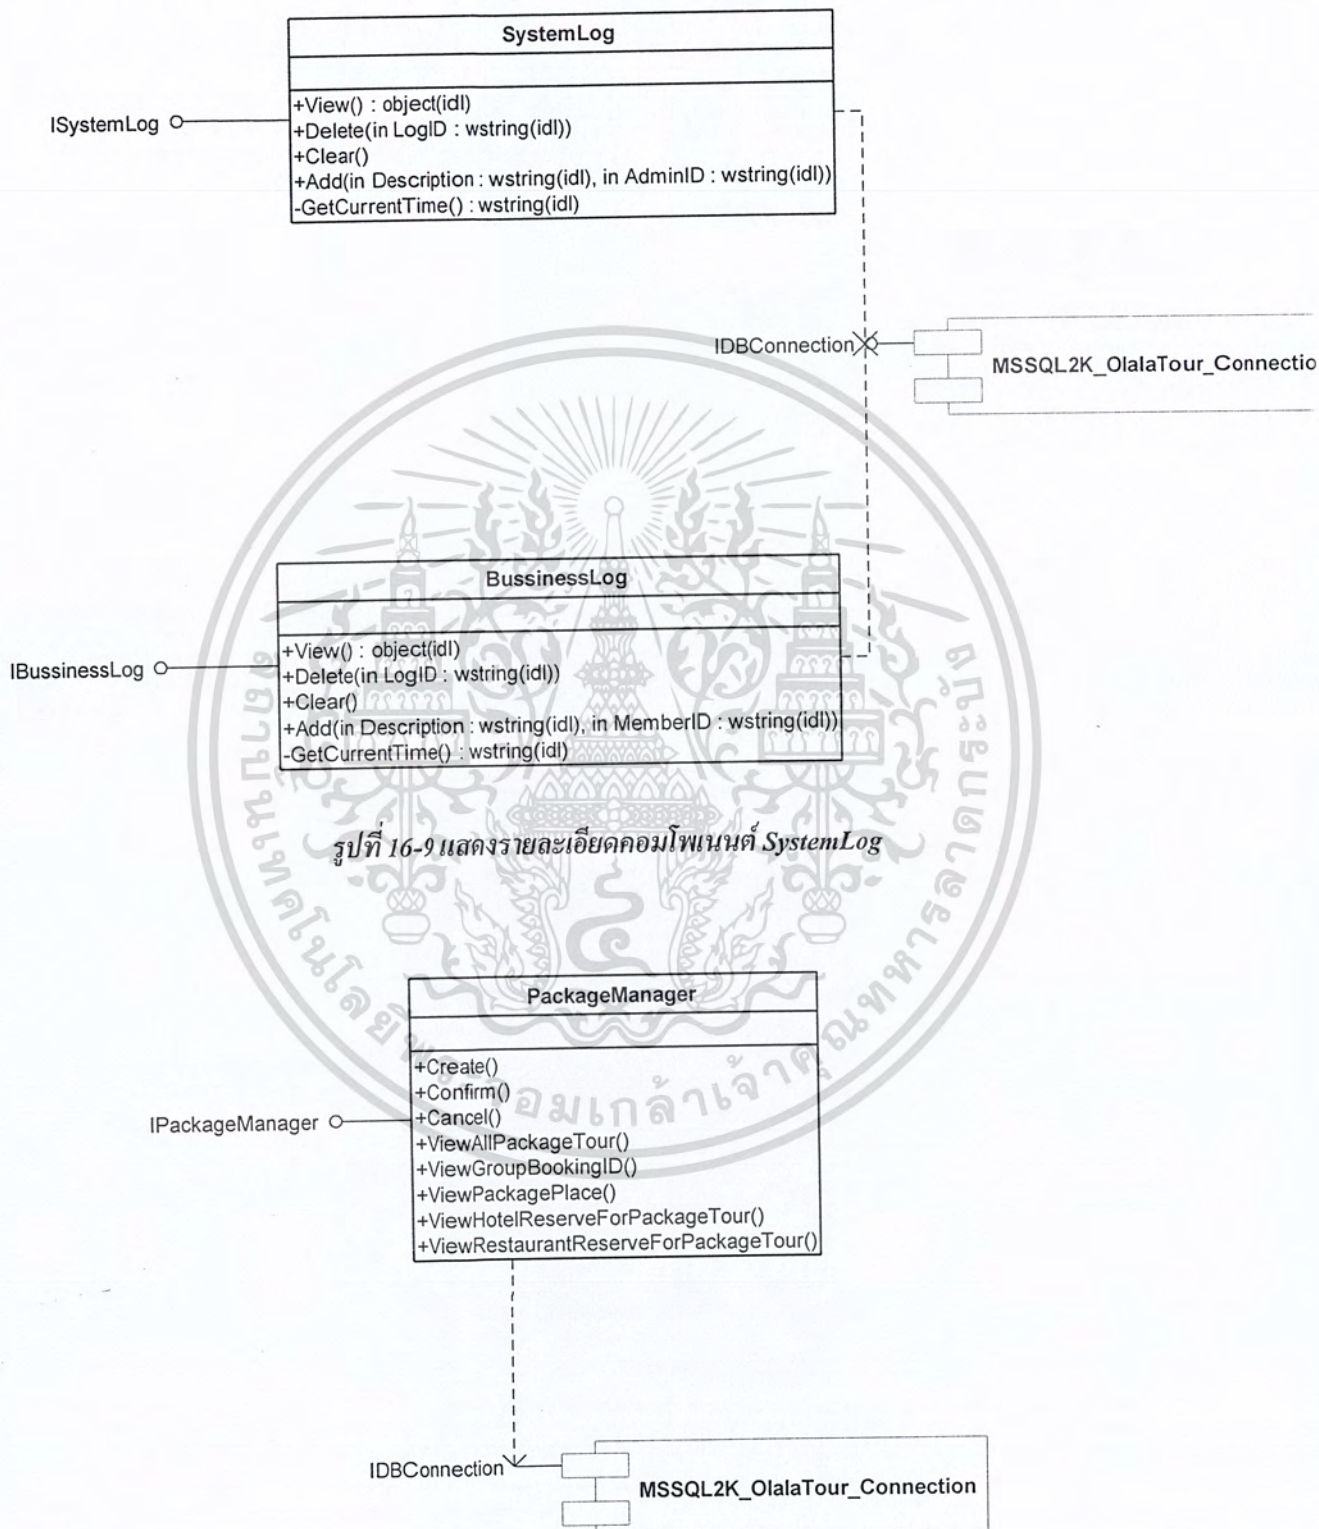 SystemLog
+View() : object(idl)
+Delete(in LogID : wstring(idl))
+Clear()
+Add(in Description : wstring(idl), in AdminID : wstring(idl))
-GetCurrentTime() : wstring(idl)
ISystemLog
IDBConnection
MSSQL2K_OlalaTour_Connectio
BussinessLog
+View() : object(idl)
+Delete(in LogID : wstring(idl))
+Clear()
+Add(in Description : wstring(idl), in MemberID : wstring(idl))
-GetCurrentTime() : wstring(idl)
IBussinessLog
รูปที่ 16-9 แสดงรายละเอียดคอมโพเนนต์ SystemLog
PackageManager
+Create()
+Confirm()
+Cancel()
+ViewAllPackageTour()
+ViewGroupBookingID()
+ViewPackagePlace()
+ViewHotelReserveForPackageTour()
+ViewRestaurantReserveForPackageTour()
IPackageManager
IDBConnection
MSSQL2K_OlalaTour_Connection